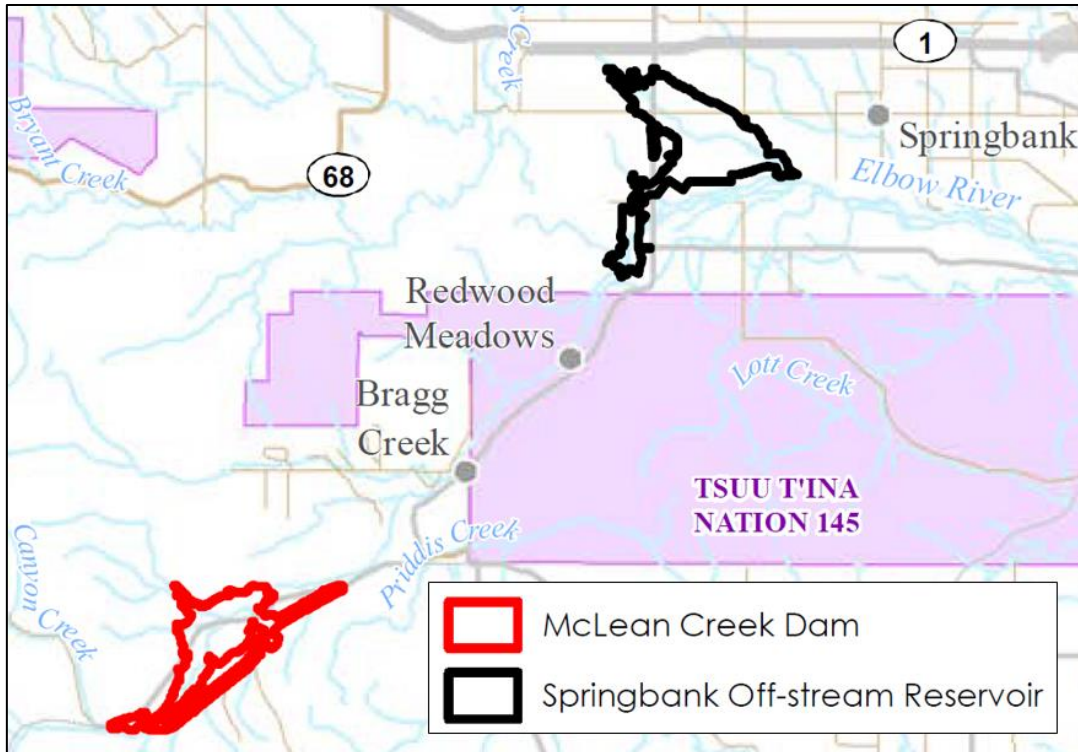 s Creek
1
Springbank
Bryant Creek
68
Elbow River
Redwood
Meadows
Lott Creek
Bragg
Creek
TSUU T'INA
NATION 145
Priddis Creek
Canyon Creek
McLean Creek Dam
Springbank Off-stream Reservoir